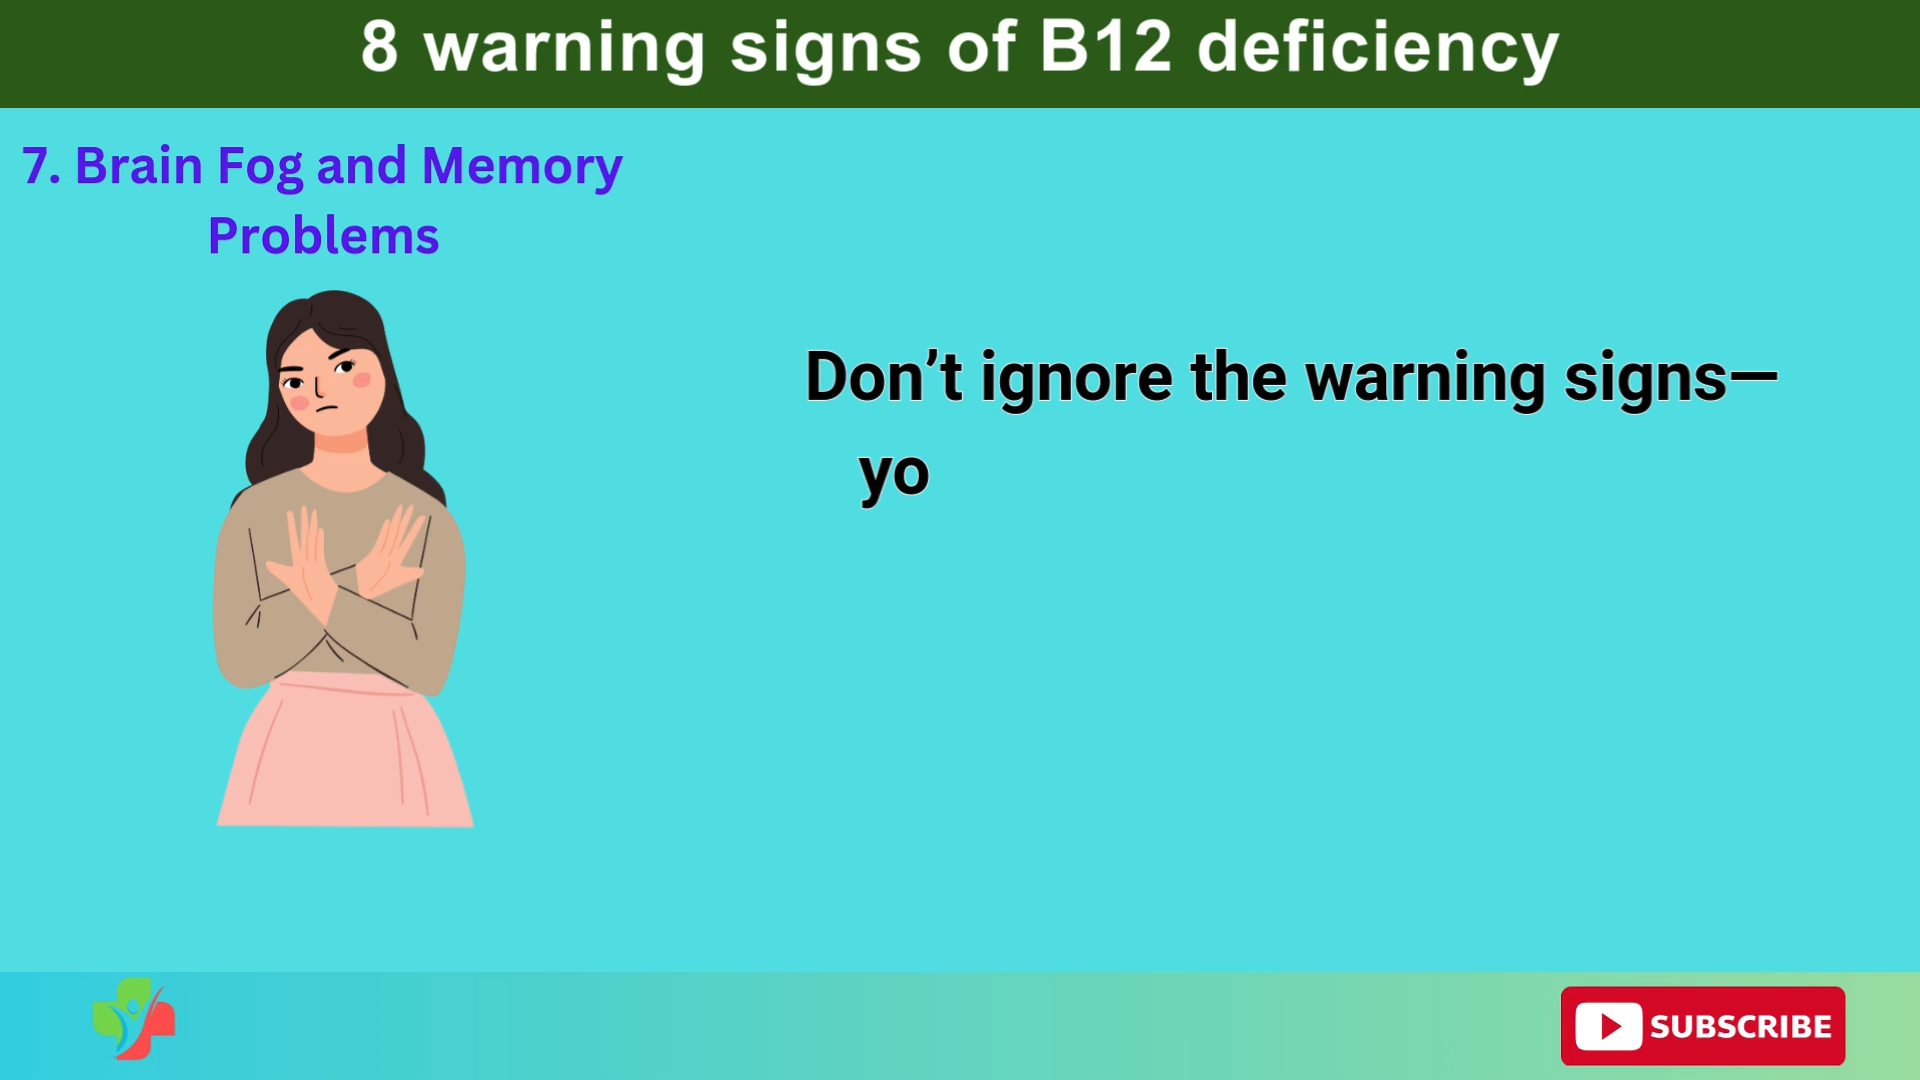 8 warning signs of B12 deficiency
7. Brain Fog and Memory
Problems
Don’t ignore the warning signs—
yo
SUBSCRIBE